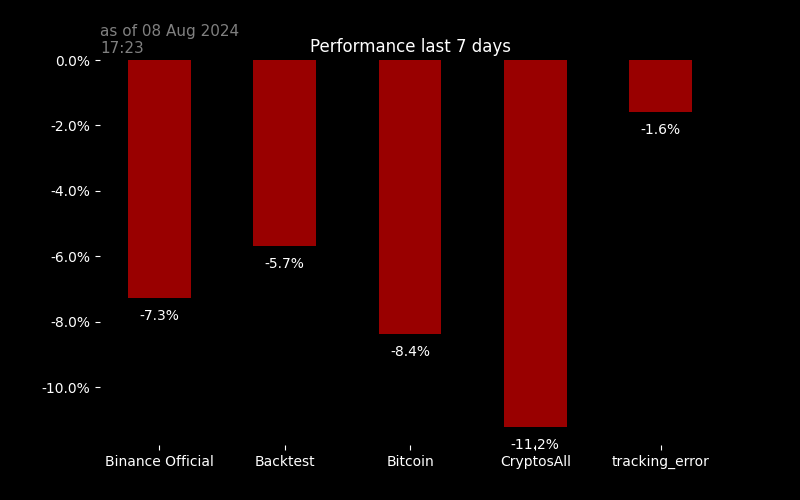 as of 08 Aug 2024
17:23
Performance last 7 days
0.0%
-2.0%
-4.0%
-6.0%
-8.0%
-10.0%
-7.3%
-5.7%
-8.4%
-11.2%
-1.6%
Binance Official
Backtest
Bitcoin
CryptosAll
tracking_error